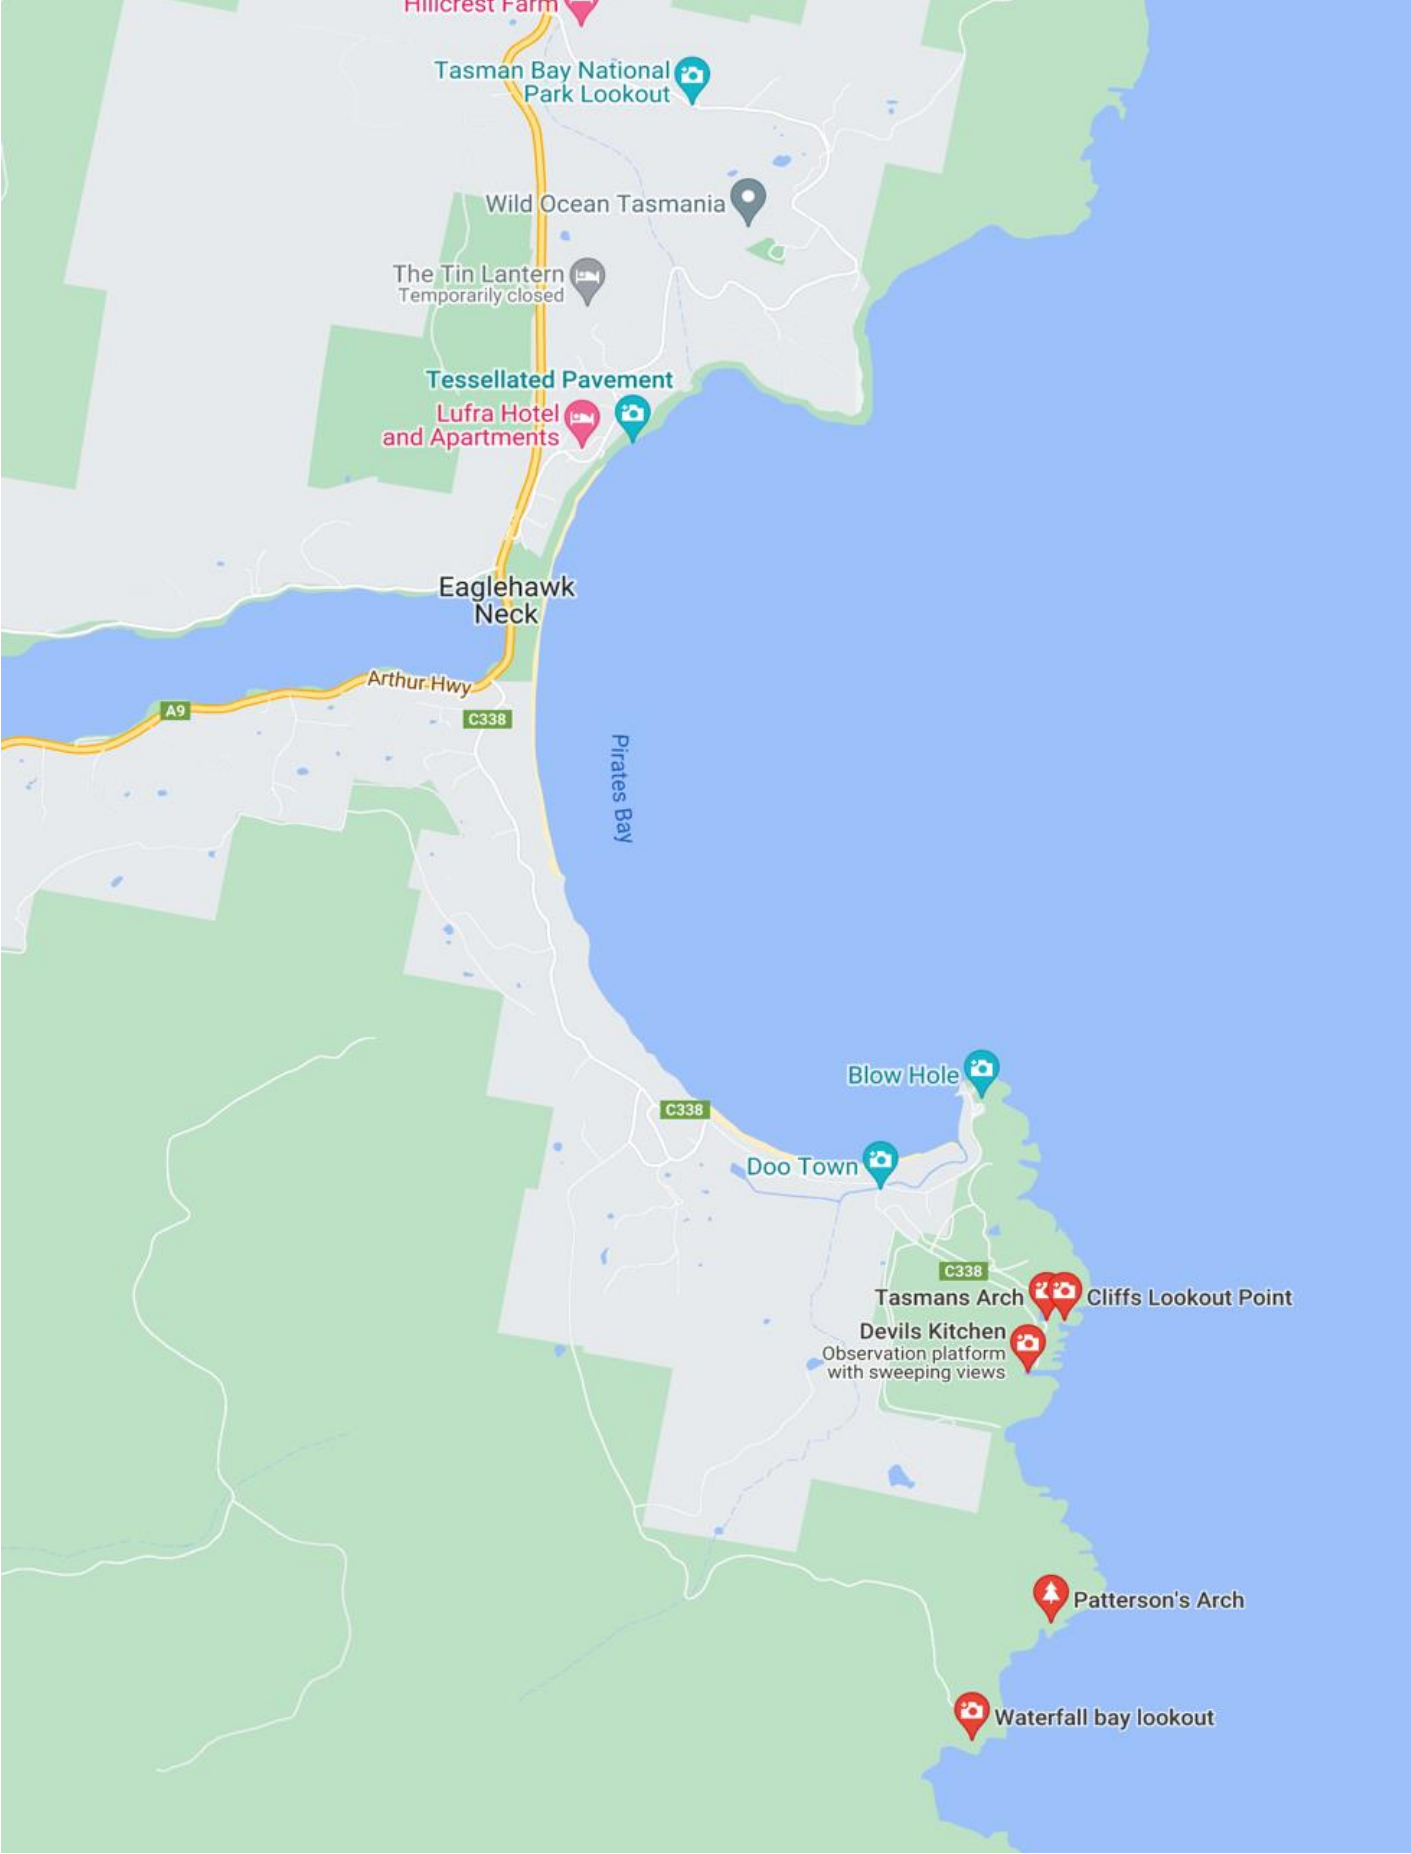 Hillcrest Farm
Tasman Bay National
Park Lookout
Wild Ocean Tasmania
The Tin Lantern
Temporarily closed
Tessellated Pavement
Lufra Hotel
and Apartments
Eaglehawk
Neck
Arthur Hwy
A9
C338
Pirates Bay
Blow Hole
C338
Doo Town
C338
Tasmans Arch
Cliffs Lookout Point
Devils Kitchen
Observation platform
with sweeping views
Patterson's Arch
Waterfall bay lookout